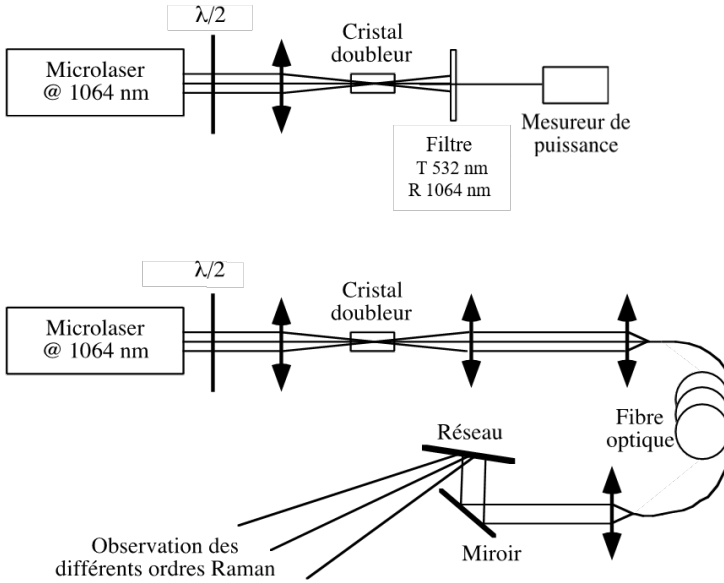 λ/2
Microlaser
@ 1064 nm
Cristal
doubleur
Filtre
T 532 nm
R 1064 nm
Mesureur de
puissance
λ/2
Microlaser
@ 1064 nm
Cristal
doubleur
Fibre
optique
Réseau
Miroir
Observation des
différents ordres Raman